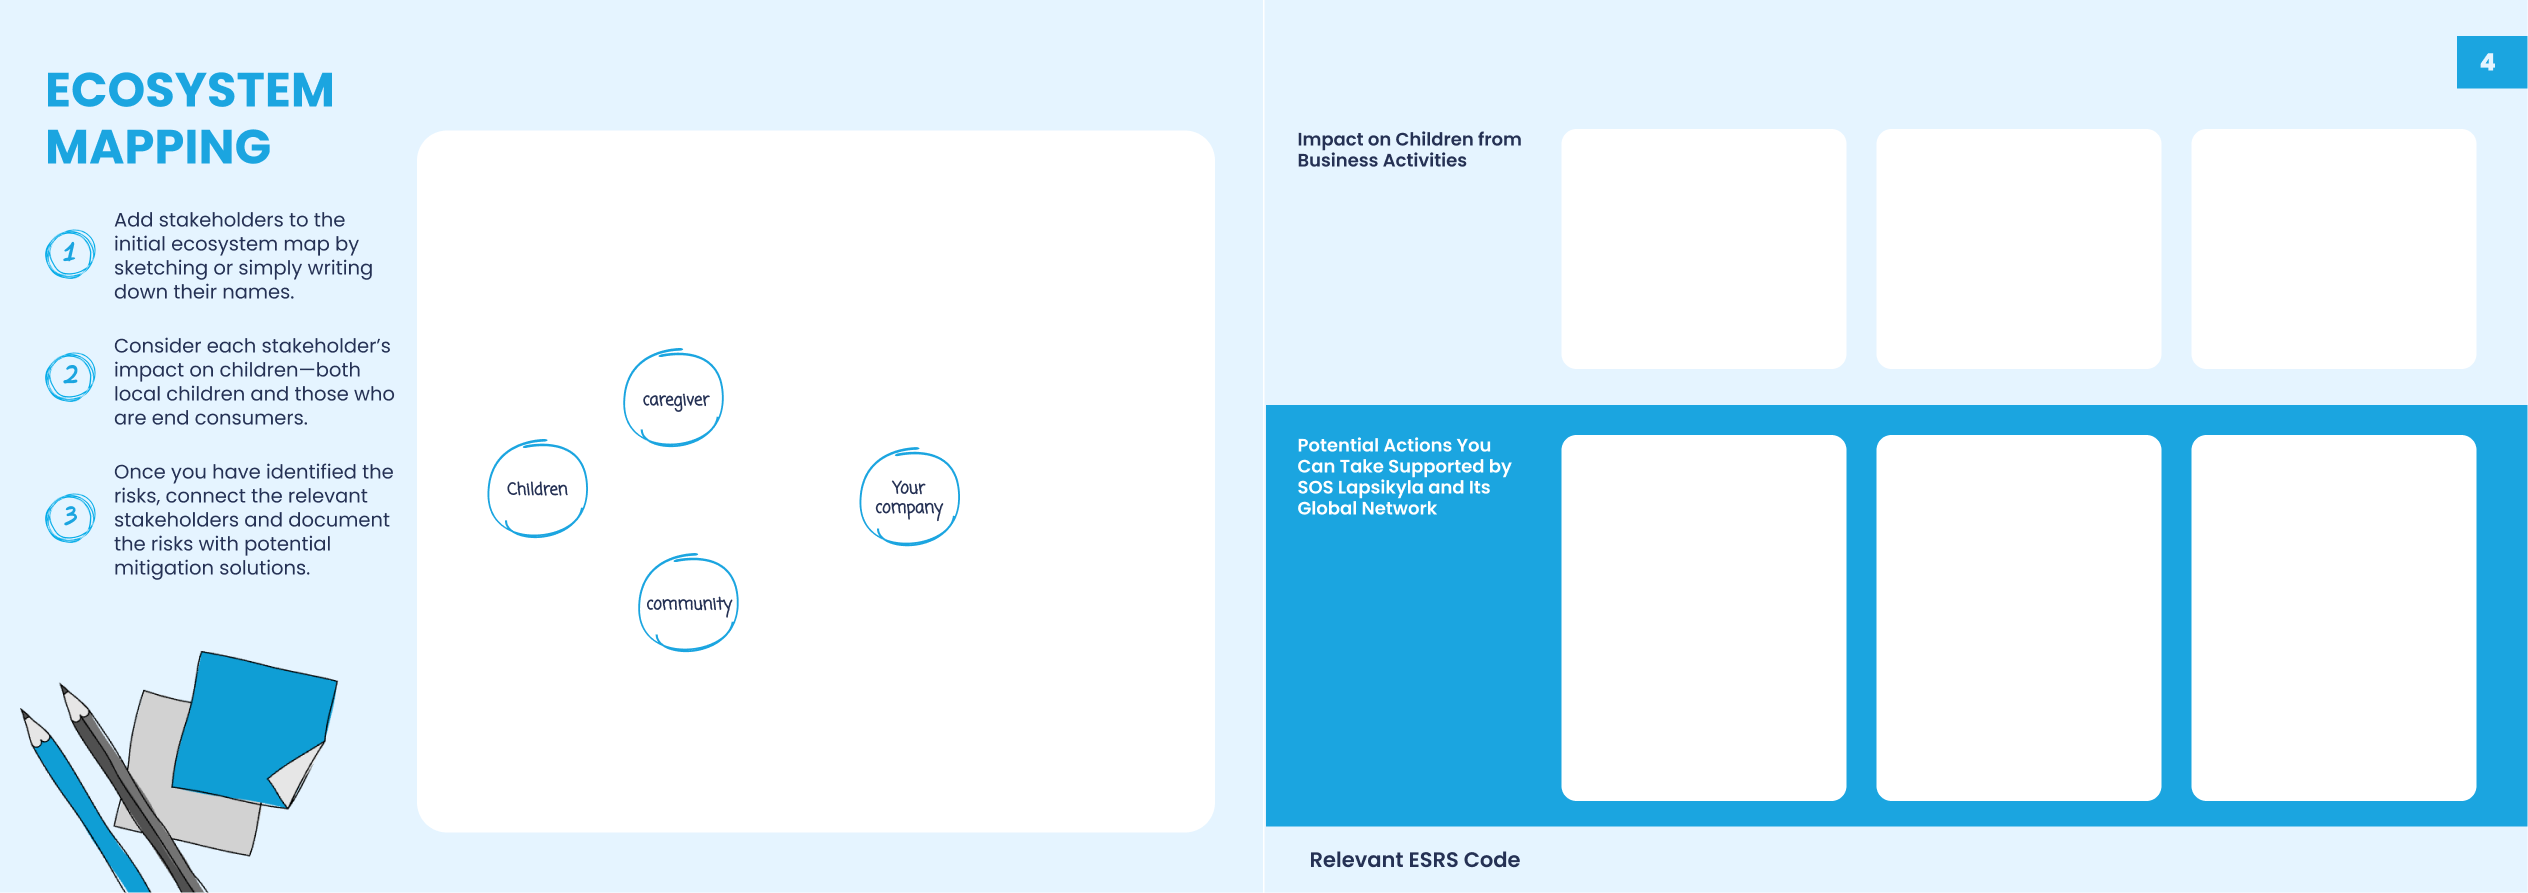 ECOSYSTEM
MAPPING
1
Add stakeholders to the
initial ecosystem map by
sketching or simply writing
down their names.
2
Consider each stakeholder’s
impact on children—both
local children and those who
are end consumers.
3
Once you have identified the
risks, connect the relevant
stakeholders and document
the risks with potential
mitigation solutions.
caregiver
Children
Your
company
community
4
Impact on Children from
Business Activities
Potential Actions You
Can Take Supported by
SOS Lapsikyla and Its
Global Network
Relevant ESRS Code